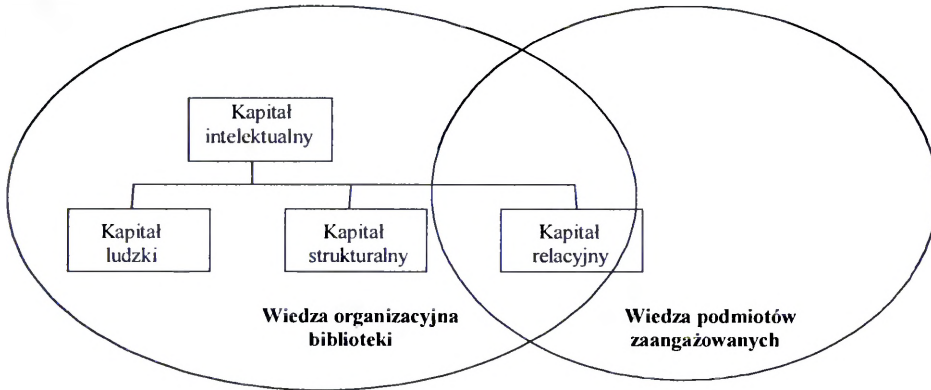 Kapitał
intelektualny
Kapitał
ludzki
Kapitał
strukturalny
Kapitał
relacyjny
Wiedza organizacyjna
biblioteki
Wiedza podmiotów
zaangażowanych